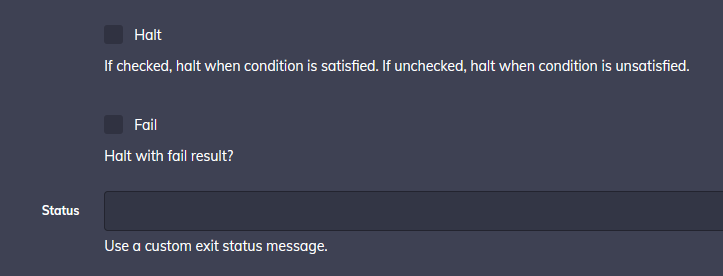 Halt
If checked, halt when condition is satisfied. If unchecked, halt when condition is unsatisfied.
Fail
Halt with fail result?
Status
Use a custom exit status message.